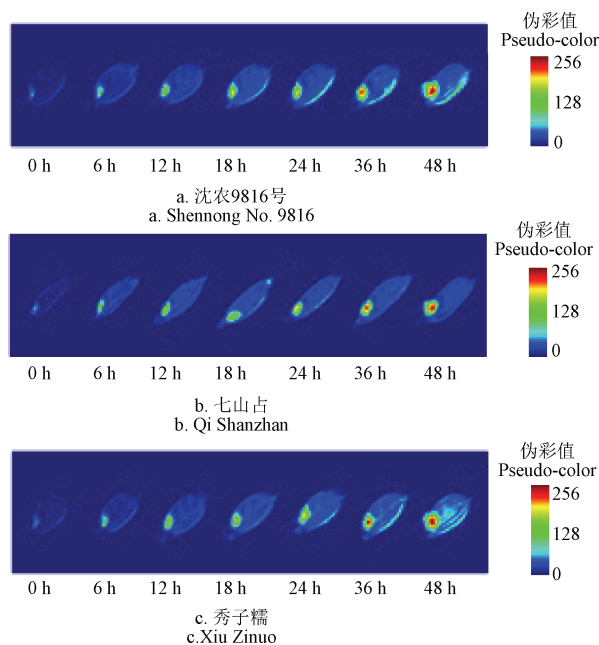 伪彩值
Pseudo-color
256
128
0
0 h 6 h 12 h 18 h 24 h 36 h 48 h
a. 沈农9816号
a. Shennong No. 9816
伪彩值
Pseudo-color
256
128
0
0 h 6 h 12 h 18 h 24 h 36 h 48 h
b. 七山占
b. Qi Shanzhan
伪彩值
Pseudo-color
256
128
0
0 h 6 h 12 h 18 h 24 h 36 h 48 h
c. 秀子糯
c.Xiu Zinuo